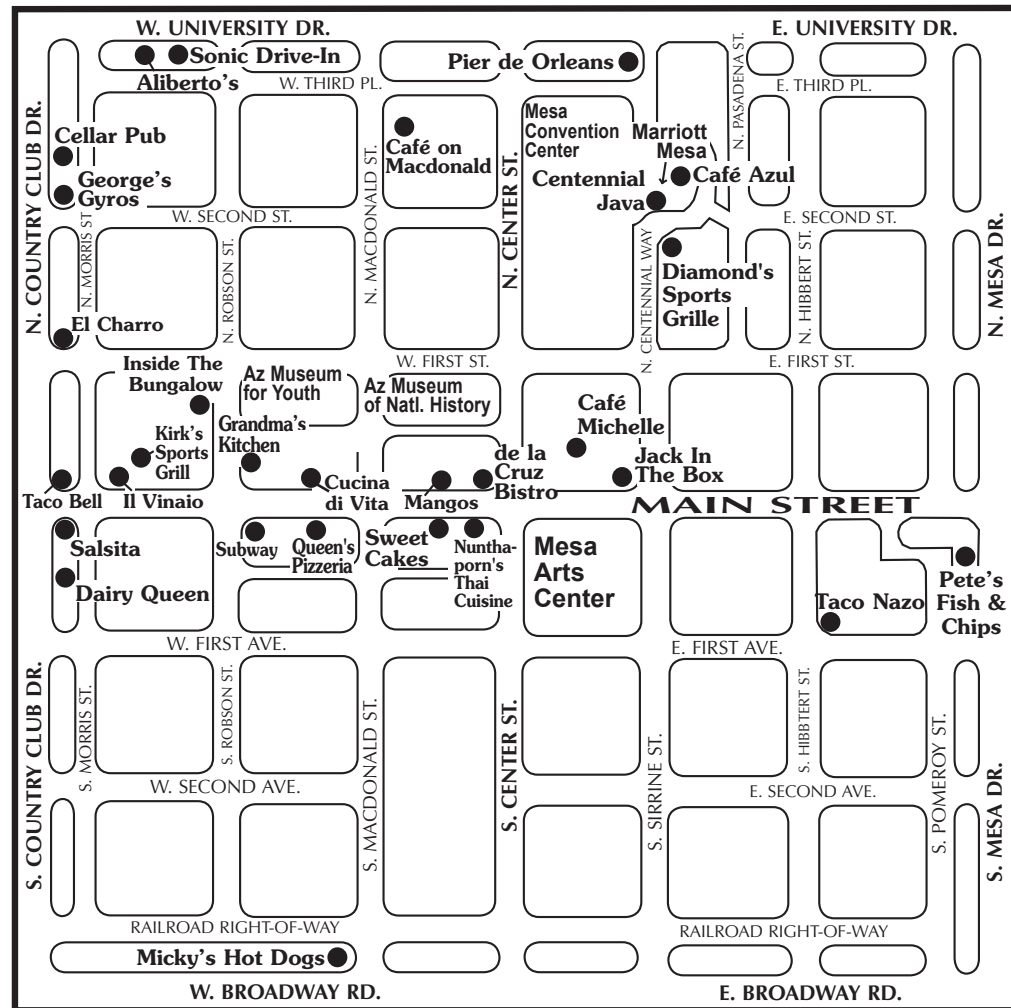 W. UNIVERSITY DR.
E. UNIVERSITY DR.
Sonic Drive-In
Aliberto's
Pier de Orleans
W. THIRD PL.
E. THIRD PL.
N. PASADENA ST.
N. COUNTRY CLUB DR.
Cellar Pub
George's
Gyros
Café on
Macdonald
Mesa
Convention
Center
Marriott
Mesa
Café Azul
Centennial
Java
N. MORRIS ST
N. ROBSON ST.
N. MACDONALD ST.
N. CENTER ST.
W. SECOND ST.
E. SECOND ST.
N. CENTENNIAL WAY
Diamond's
Sports
Grille
N. HIBBERT ST.
N. MESA DR.
El Charro
W. FIRST ST.
E. FIRST ST.
Inside The
Bungalow
Az Museum
for Youth
Az Museum
of Natl. History
Grandma's
Kitchen
Kirk's
Sports
Grill
Café
Michelle
de la
Cruz
Bistro
Jack In
The Box
Taco Bell
Il Vinaio
Cucina
di Vita
Mangos
MAIN STREET
Salsita
Dairy Queen
Subway
Queen's
Pizzeria
Sweet
Cakes
Nuntha-
porn's
Thai
Cuisine
Mesa
Arts
Center
Taco Nazo
Pete's
Fish &
Chips
W. FIRST AVE.
E. FIRST AVE.
S. COUNTRY CLUB DR.
S. MORRIS ST.
S. ROBSON ST.
S. MACDONALD ST.
S. CENTER ST.
S. SIRRINE ST.
S. HIBBTERT ST.
S. POMEROY ST.
S. MESA DR.
W. SECOND AVE.
E. SECOND AVE.
RAILROAD RIGHT-OF-WAY
RAILROAD RIGHT-OF-WAY
Micky's Hot Dogs
W. BROADWAY RD.
E. BROADWAY RD.